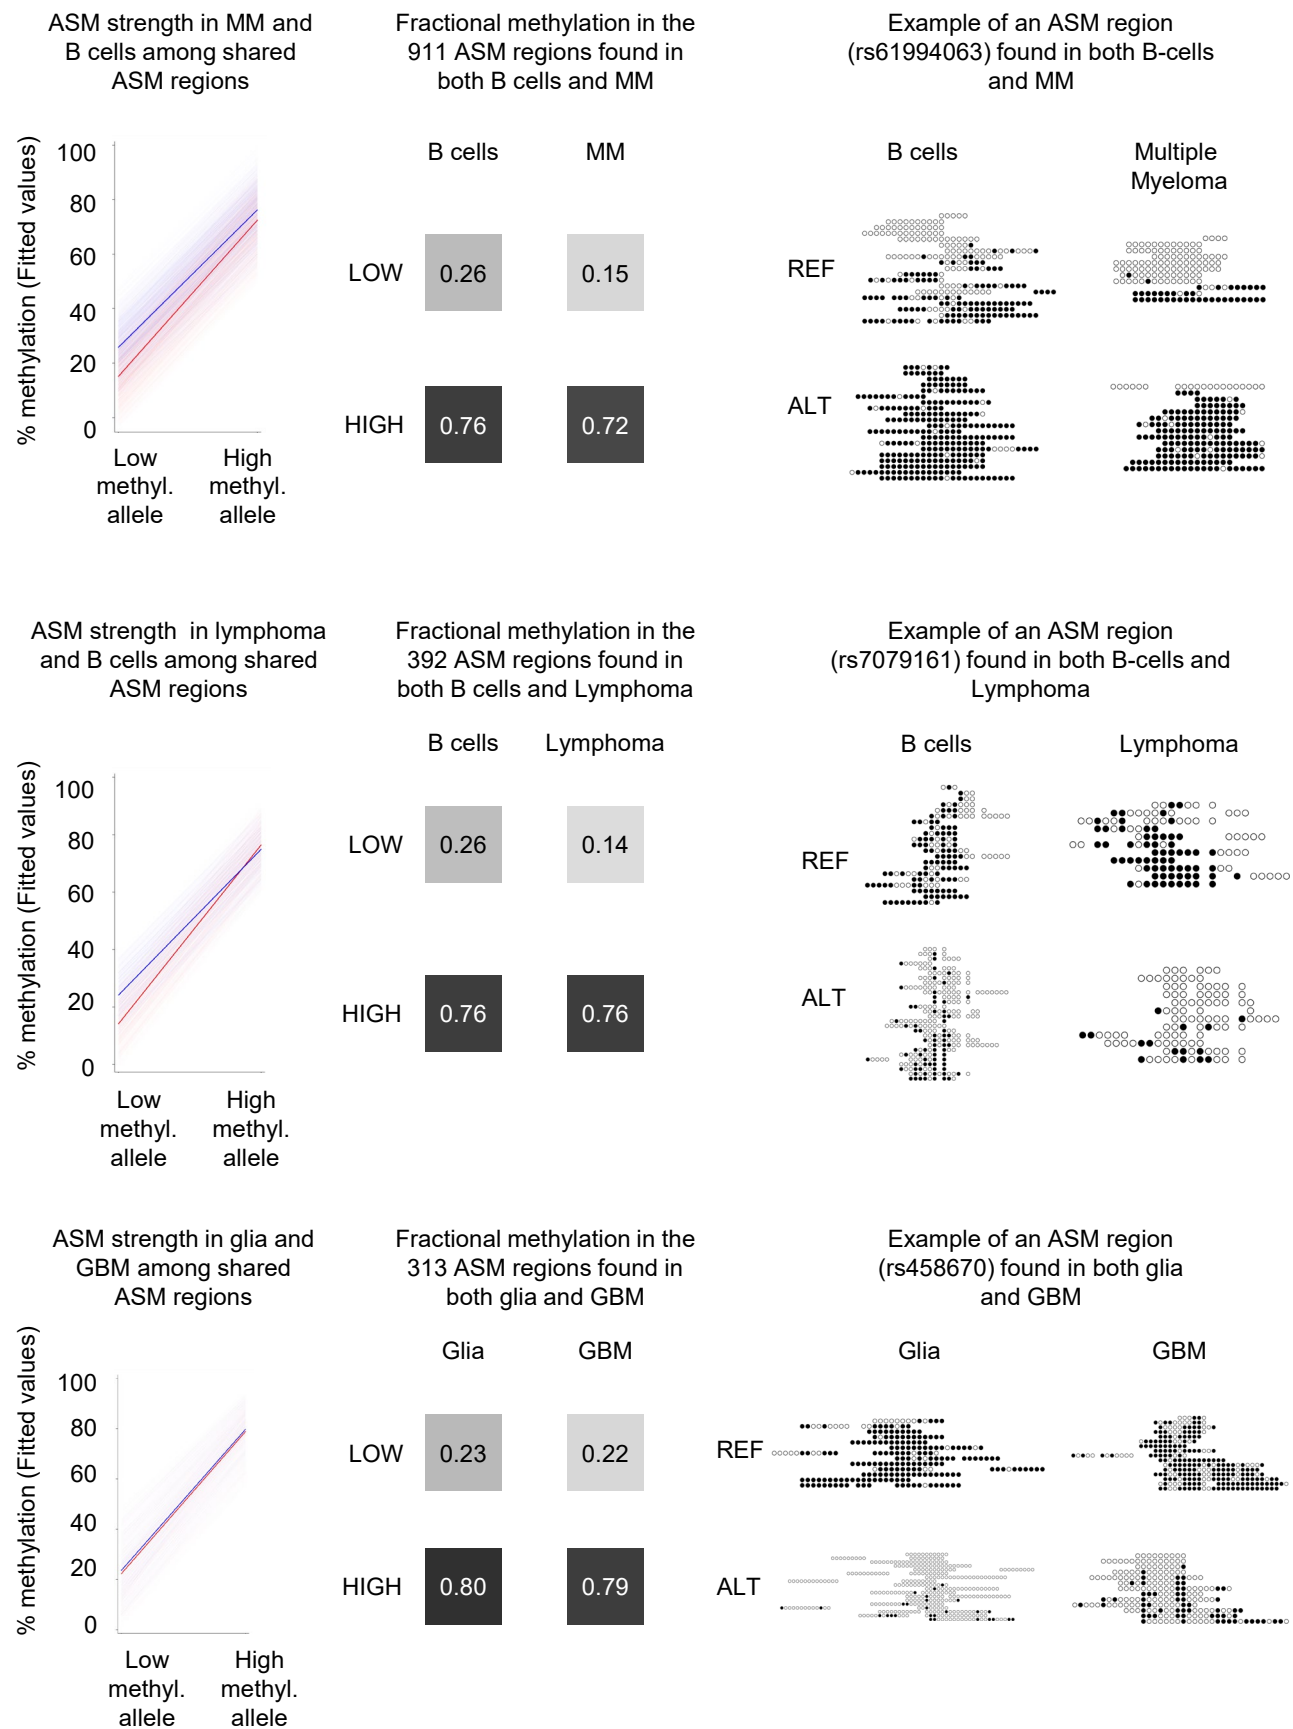 ASM strength in MM and
B cells among shared
ASM regions
Fractional methylation in the
911 ASM regions found in
both B cells and MM
Example of an ASM region
(rs61994063) found in both B-cells
and MM
% methylation (Fitted values)
100
80
60
40
20
0
Low
methyl.
allele
High
methyl.
allele
B cells
MM
LOW
0.26
0.15
HIGH
0.76
0.72
B cells
Multiple
Myeloma
REF
ALT
ASM strength in lymphoma
and B cells among shared
ASM regions
Fractional methylation in the
392 ASM regions found in
both B cells and Lymphoma
Example of an ASM region
(rs7079161) found in both B-cells and
Lymphoma
% methylation (Fitted values)
100
80
60
40
20
0
Low
methyl.
allele
High
methyl.
allele
B cells
Lymphoma
LOW
0.26
0.14
HIGH
0.76
0.76
B cells
Lymphoma
REF
ALT
ASM strength in glia and
GBM among shared
ASM regions
Fractional methylation in the
313 ASM regions found in
both glia and GBM
Example of an ASM region
(rs458670) found in both glia
and GBM
% methylation (Fitted values)
100
80
60
40
20
0
Low
methyl.
allele
High
methyl.
allele
Glia
GBM
LOW
0.23
0.22
HIGH
0.80
0.79
Glia
GBM
REF
ALT